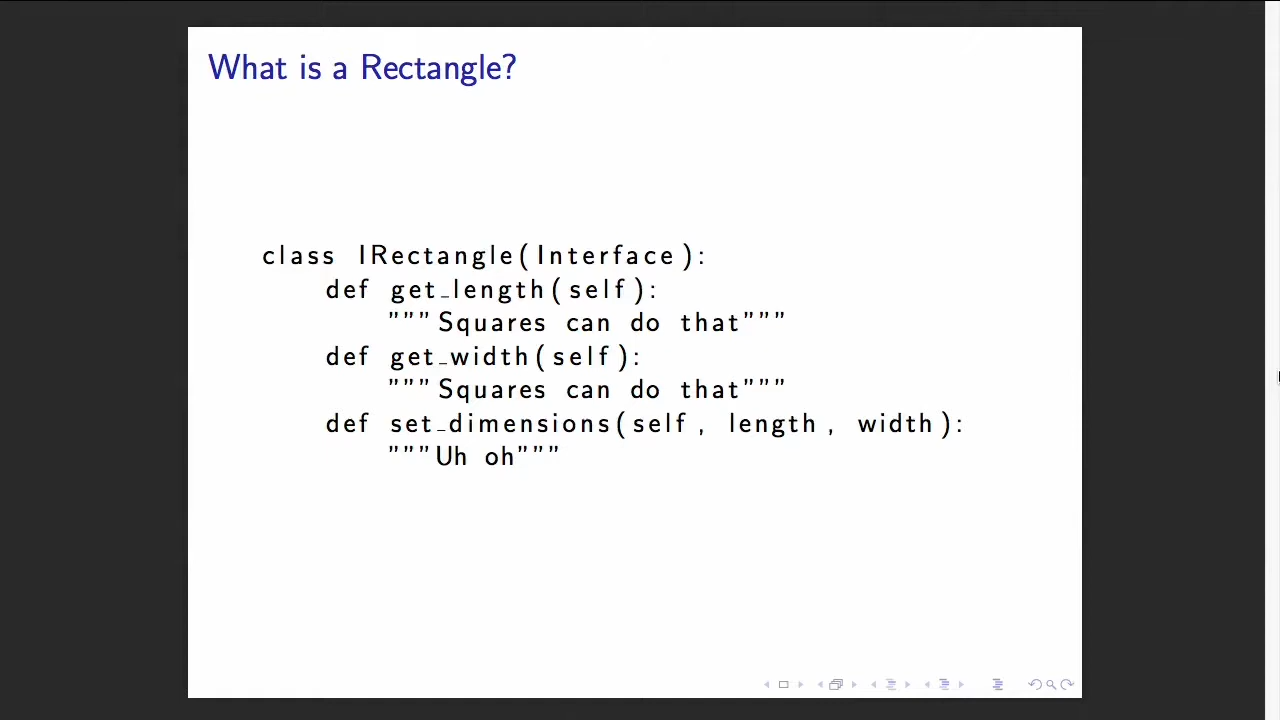 What is a Rectangle?
class IRectangle(Interface):
    def get_length(self):
        """Squares can do that"""
    def get_width(self):
        """Squares can do that"""
    def set_dimensions(self, length, width):
        """Uh oh"""